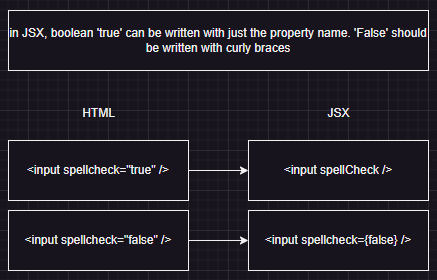 in JSX, boolean 'true' can be written with just the property name. 'False' should
be written with curly braces
HTML
JSX
<input spellcheck="true" />
<input spellCheck />
<input spellcheck="false" />
<input spellcheck={false} />